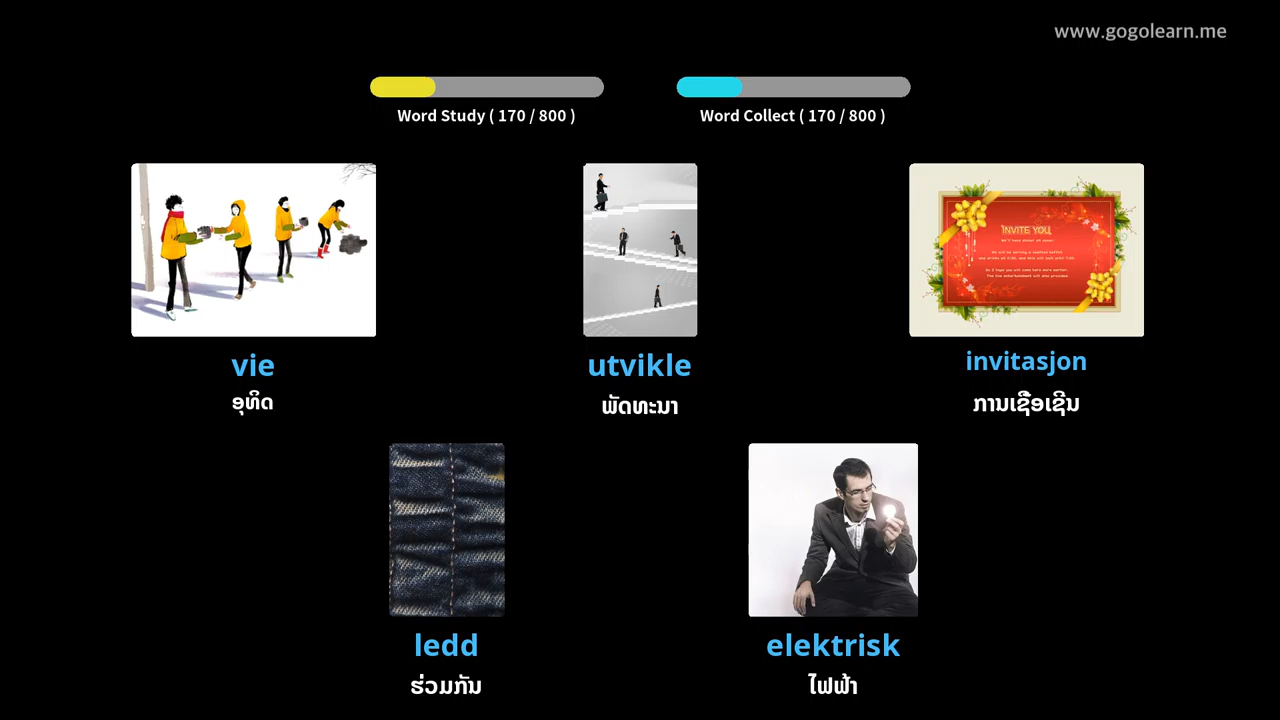 www.gogolearn.me
Word Study ( 170 / 800 )
Word Collect ( 170 / 800 )
INVITE YOU
vie
utvikle
invitasjon
ອຸທິດ
ພັດທະນາ
ການເຊື້ອເຊີນ
ledd
elektrisk
ຮ່ວມກັນ
ໄຟຟ້າ